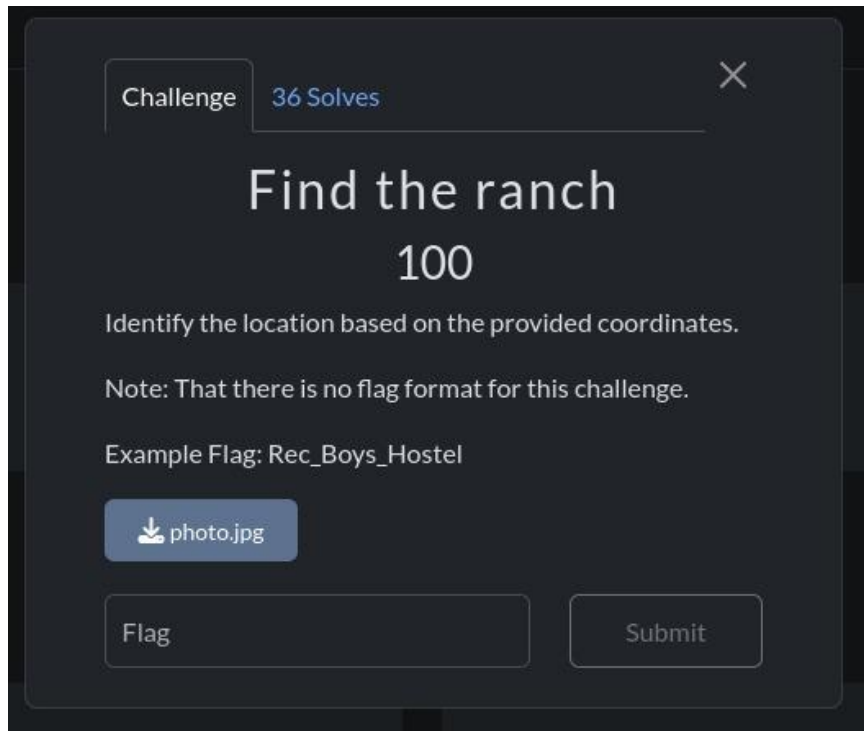 Challenge
36 Solves
Find the ranch
100
Identify the location based on the provided coordinates.
Note: That there is no flag format for this challenge.
Example Flag: Rec_Boys_Hostel
photo.jpg
Flag
Submit